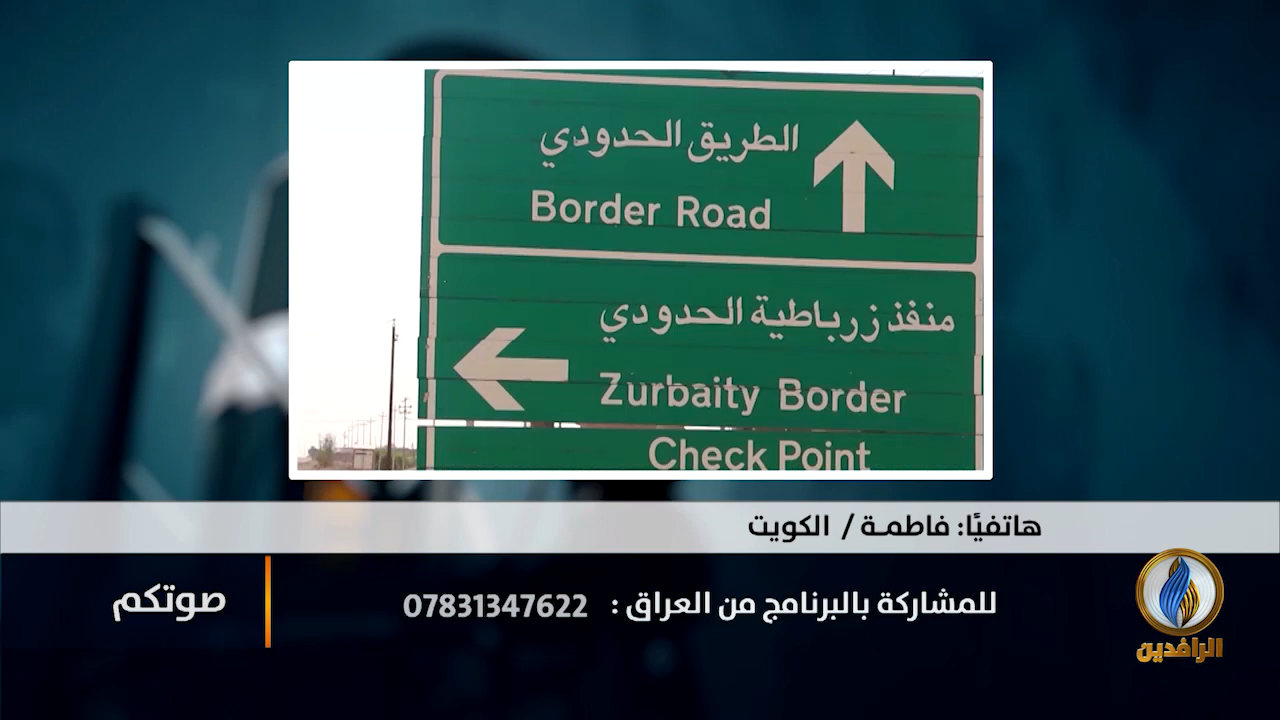 الطريق الحدودي
Border Road
منفذ زرباطية الحدودي
Zurbaity Border
Check Point
هاتفيًا: فاطمة / الكويت
للمشاركة بالبرنامج من العراق : 07831347622
صوتكم
الرافدين